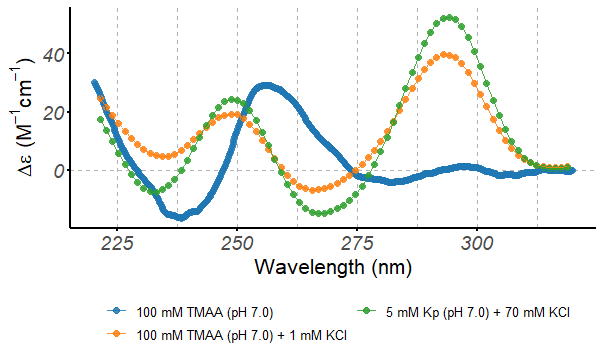 Δε (M⁻¹cm⁻¹)
40
20
0
225 250 275 300
Wavelength (nm)
100 mM TMAA (pH 7.0) 5 mM Kp (pH 7.0) + 70 mM KCl
100 mM TMAA (pH 7.0) + 1 mM KCl